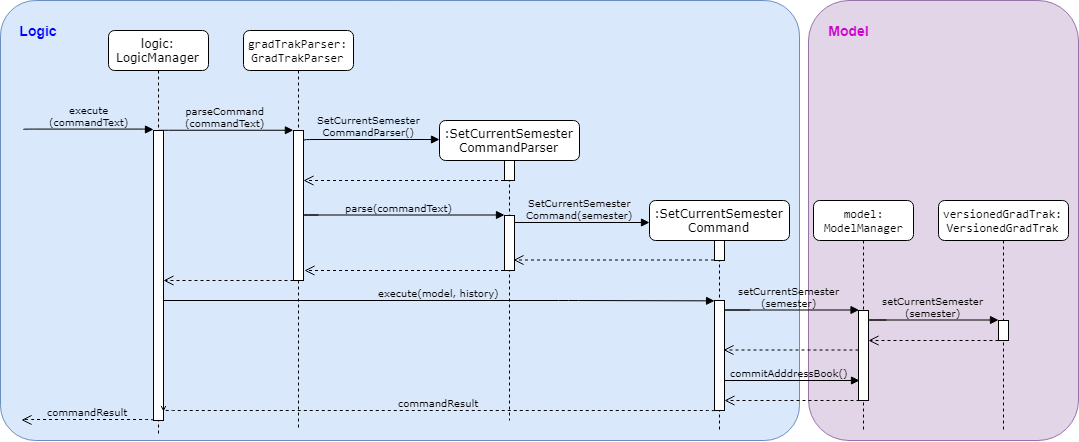 Logic
Model
logic:
LogicManager
gradTrakParser:
GradTrakParser
execute
(commandText)
parseCommand
(commandText)
SetCurrentSemester
CommandParser()
:SetCurrentSemester
CommandParser
parse(commandText)
SetCurrentSemester
Command(semester)
:SetCurrentSemester
Command
model:
ModelManager
versionedGradTrak:
VersionedGradTrak
execute(model, history)
setCurrentSemester
(semester)
setCurrentSemester
(semester)
commitAdddressBook()
commandResult
commandResult